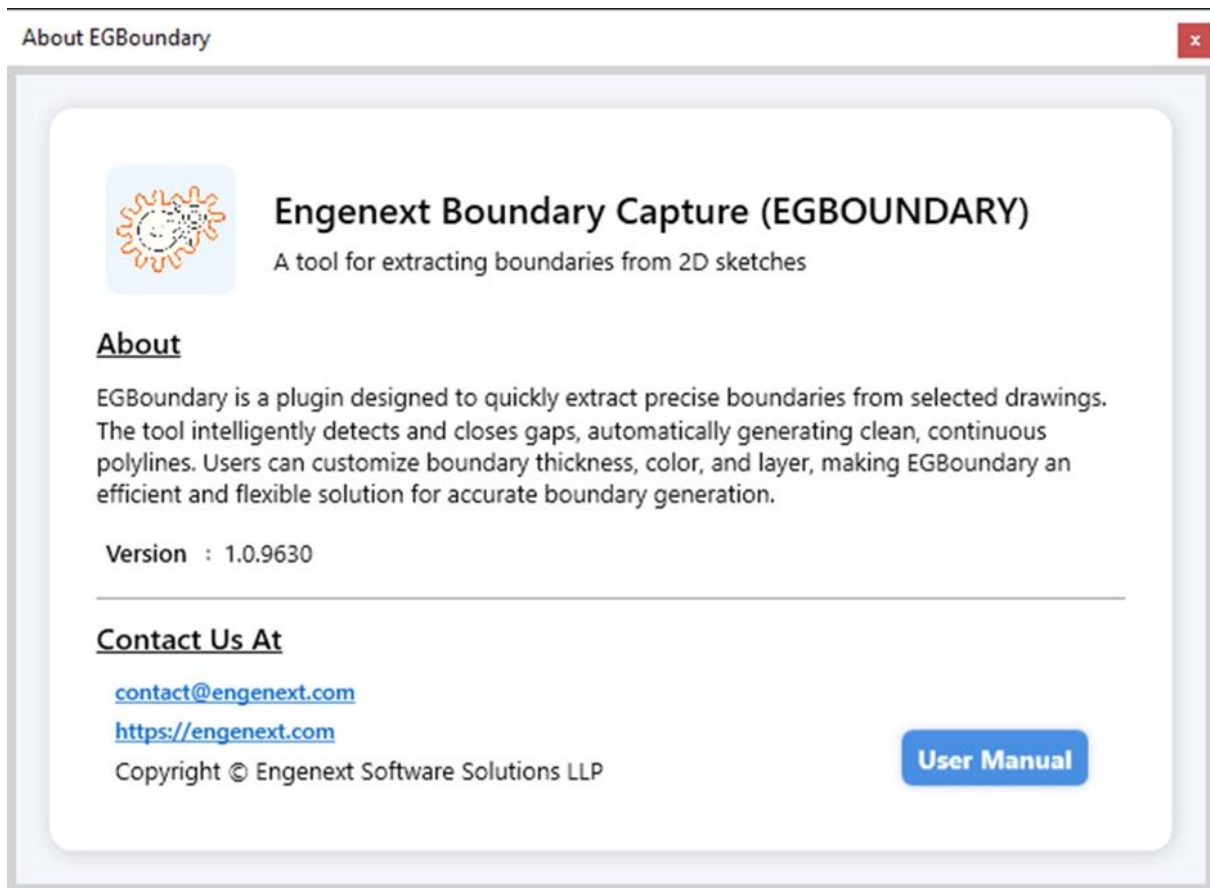 About EGBoundary
x
Engenext Boundary Capture (EGBOUNDARY)
A tool for extracting boundaries from 2D sketches
About
EGBoundary is a plugin designed to quickly extract precise boundaries from selected drawings.
The tool intelligently detects and closes gaps, automatically generating clean, continuous
polylines. Users can customize boundary thickness, color, and layer, making EGBoundary an
efficient and flexible solution for accurate boundary generation.
Version : 1.0.9630
Contact Us At
contact@engenext.com
https://engenext.com
Copyright © Engenext Software Solutions LLP
User Manual